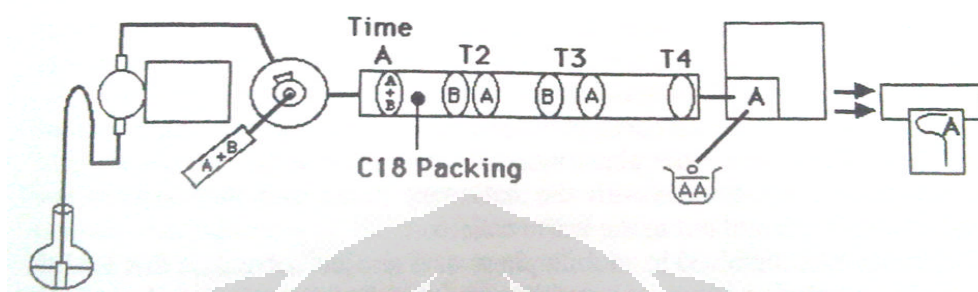 Time
A T2 T3 T4
A + B B A B A A A
A + B
C18 Packing
AA